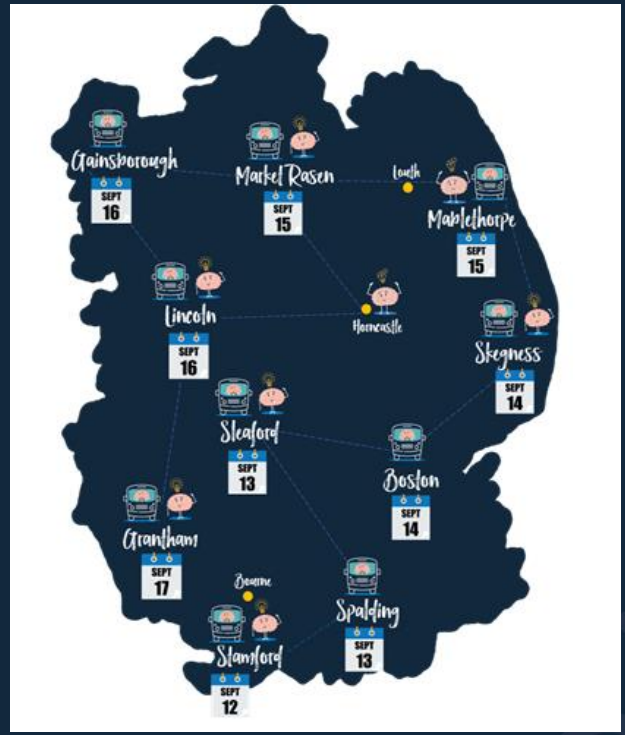 Gainsborough
SEPT
16
Market Rasen
SEPT
15
Louth
Mablethorpe
SEPT
15
Lincoln
SEPT
16
Horncastle
Skegness
SEPT
14
Sleaford
SEPT
13
Boston
SEPT
14
Grantham
SEPT
17
Bourne
Spalding
SEPT
13
Stamford
SEPT
12